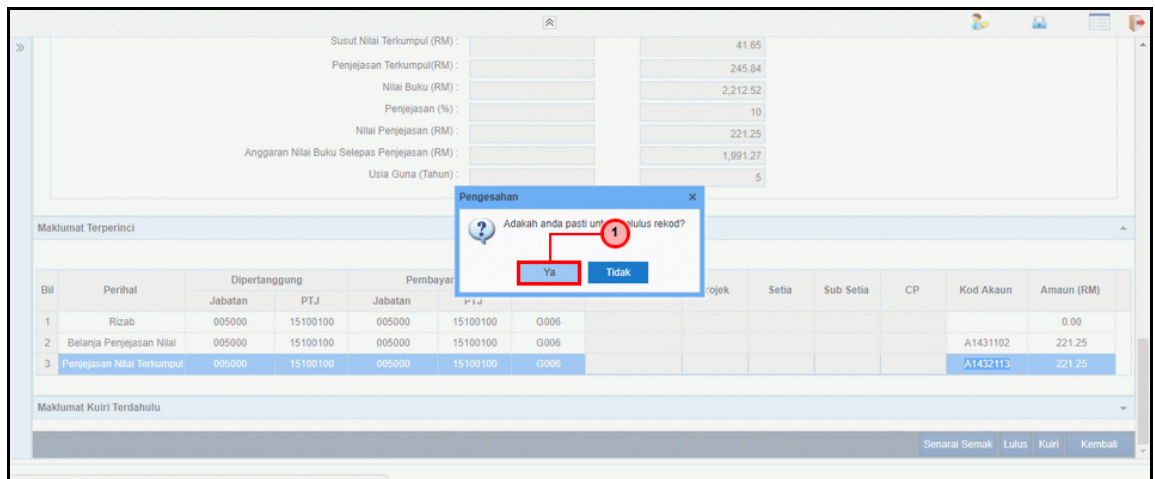 Susut Nilai Terkumpul (RM) : 41.65
Penjejasan Terkumpul(RM) : 245.84
Nilai Buku (RM) : 2,212.52
Penjejasan (%) : 10
Nilai Penjejasan (RM) : 221.25
Anggaran Nilai Buku Selepas Penjejasan (RM) : 1,991.27
Usia Guna (Tahun) : 5
Pengesahan x
Adakah anda pasti rekod?
1
Ya Tidak
Maklumat Terperinci
Bil Perihal Dipertanggung Setia Sub Setia CP Kod Akaun Amaun (RM)
Jabatan PTJ Jabatan PTJ
1 Rizab 005000 15100100 005000 15100100 G006 0.00
2 Belanja Penjejasan Nilai 005000 15100100 005000 15100100 G006 A1431102 221.25
3 Penjejasan Nilai Terkumpul 005000 15100100 005000 15100100 G006 A1432113 221.25
Maklumat Kuiri Terdahulu
Senarai Semak Lulus Kuiri Kembali